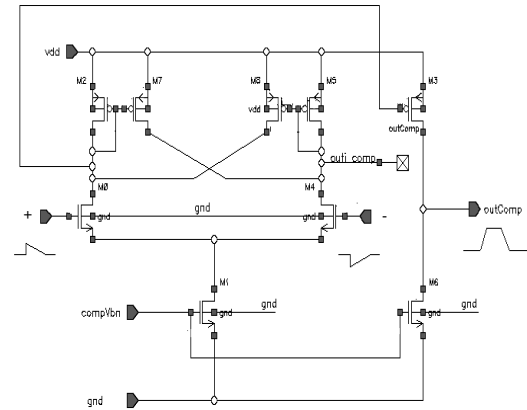 vdd
M2
M7
M8
M5
M3
vdd
outComp
outi comp
M0
M4
+
gnd
gnd
gnd
-
outComp
M1
M6
compVbn
gnd
gnd
gnd
gnd
gnd